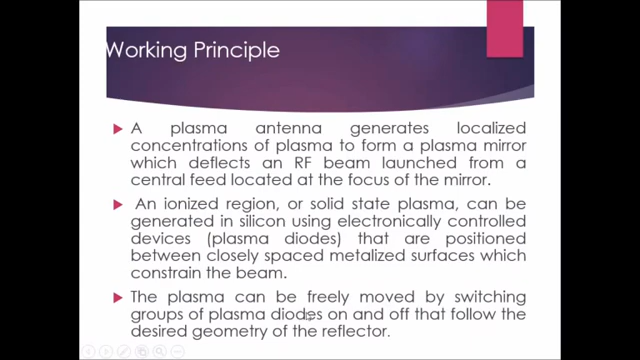 Working Principle
A plasma antenna generates localized
concentrations of plasma to form a plasma mirror
which deflects an RF beam launched from a
central feed located at the focus of the mirror.
An ionized region, or solid state plasma, can be
generated in silicon using electronically controlled
devices (plasma diodes) that are positioned
between closely spaced metalized surfaces which
constrain the beam.
The plasma can be freely moved by switching
groups of plasma diodes on and off that follow the
desired geometry of the reflector.